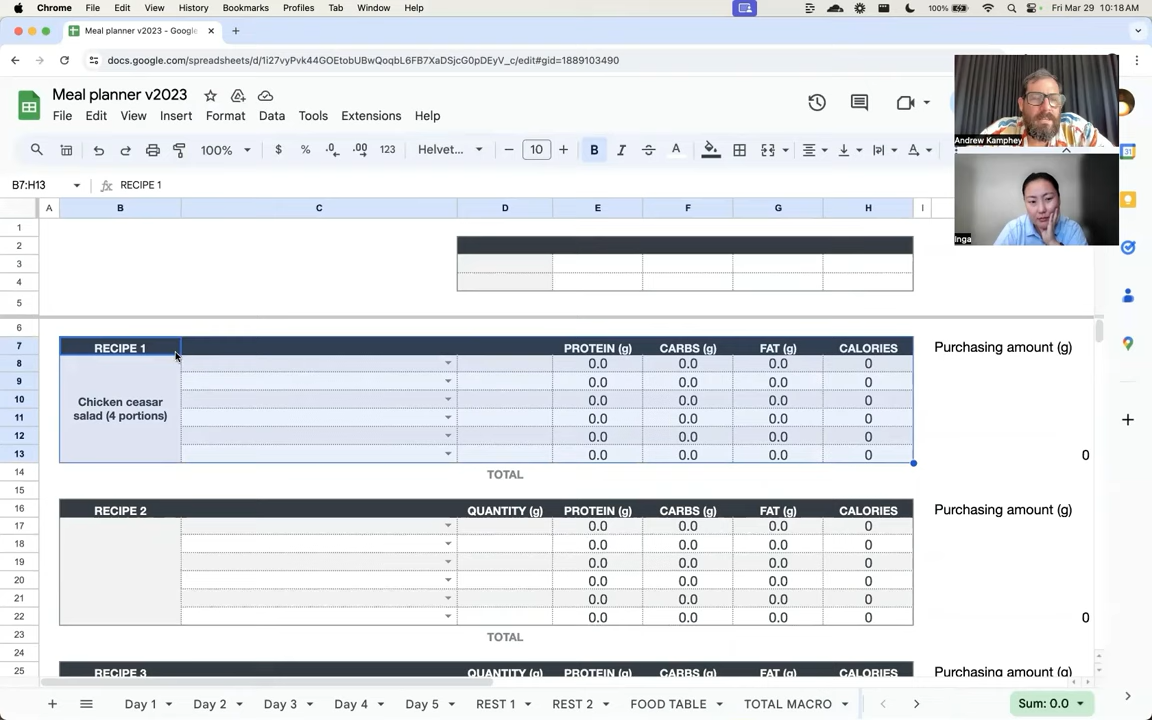 Chrome File Edit View History Bookmarks Profiles Tab Window Help 100% Fri Mar 29 10:18 AM
Meal planner v2023 - Google
docs.google.com/spreadsheets/d/1i27vyPvk44GOEtobUBwQoqbL6FB7XaDSjcG0pDEyV_c/edit#gid=1889103490
Meal planner v2023
File Edit View Insert Format Data Tools Extensions Help
100% $ % .0 .00 123 Helvet... 10 B I S A
B7:H13 fx RECIPE 1
A B C D E F G H I
1
2
3
4
5
6
7 RECIPE 1 PROTEIN (g) CARBS (g) FAT (g) CALORIES Purchasing amount (g)
8 0.0 0.0 0.0 0
9 0.0 0.0 0.0 0
10 Chicken ceasar 0.0 0.0 0.0 0
11 salad (4 portions) 0.0 0.0 0.0 0
12 0.0 0.0 0.0 0
13 0.0 0.0 0.0 0 0
14 TOTAL
15
16 RECIPE 2 QUANTITY (g) PROTEIN (g) CARBS (g) FAT (g) CALORIES Purchasing amount (g)
17 0.0 0.0 0.0 0
18 0.0 0.0 0.0 0
19 0.0 0.0 0.0 0
20 0.0 0.0 0.0 0
21 0.0 0.0 0.0 0
22 0.0 0.0 0.0 0 0
23 TOTAL
24
25 RECIPE 3 QUANTITY (g) PROTEIN (g) CARBS (g) FAT (g) CALORIES Purchasing amount (g)
Day 1 Day 2 Day 3 Day 4 Day 5 REST 1 REST 2 FOOD TABLE TOTAL MACRO Sum: 0.0
Andrew Kamphey
Inga
31